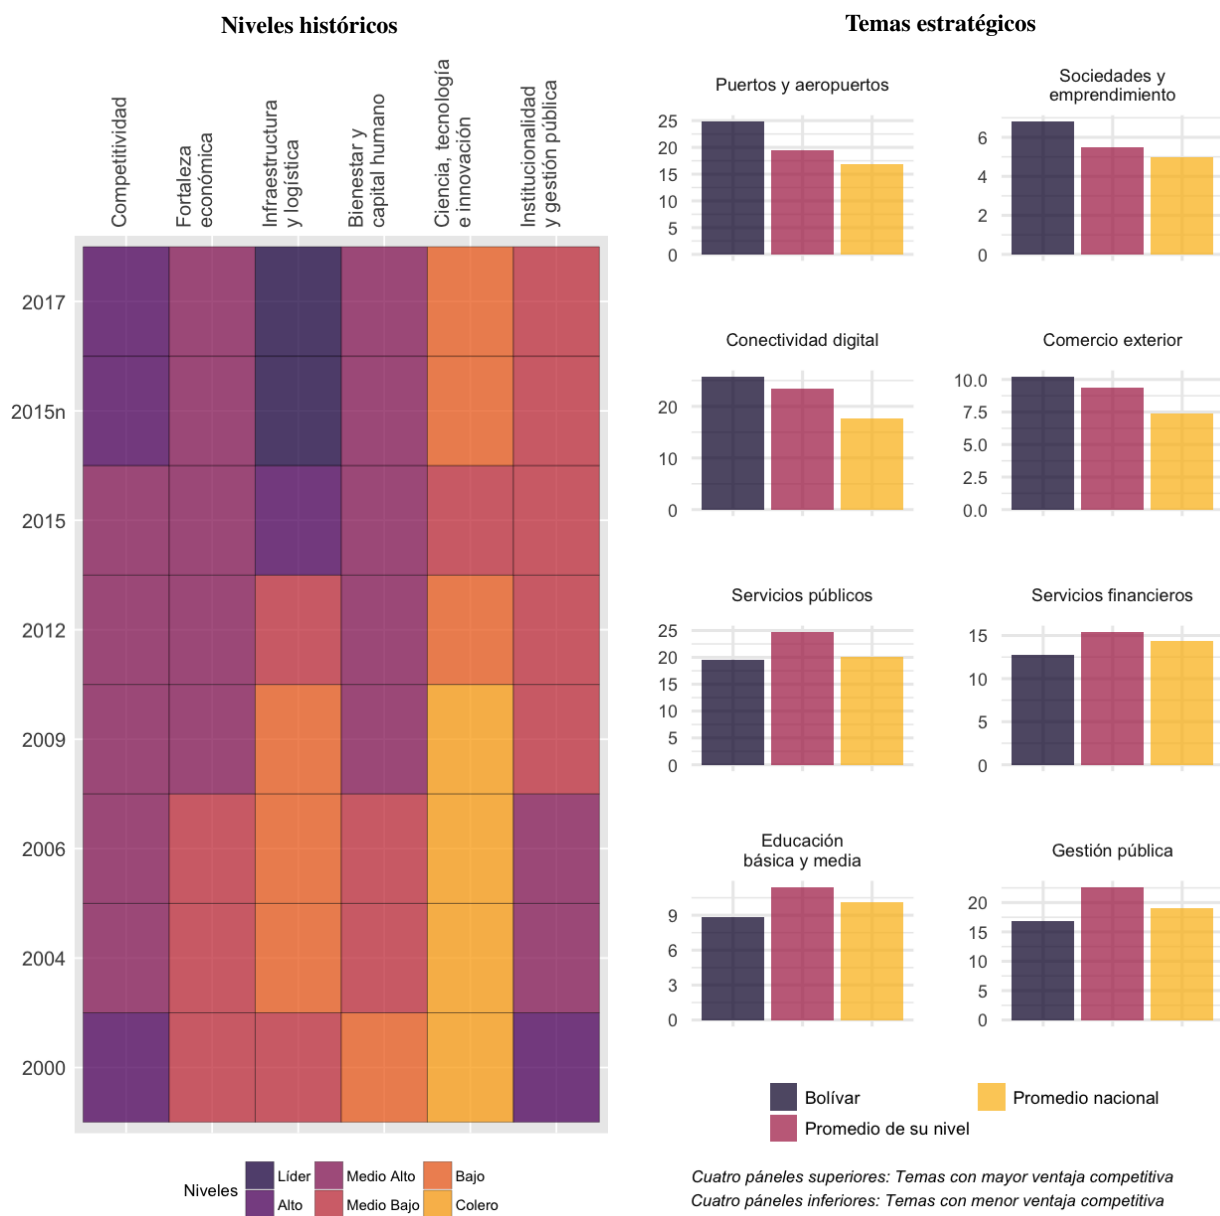 Niveles históricos
Competitividad
Fortaleza
económica
Infraestructura
y logística
Bienestar y
capital humano
Ciencia, tecnología
e innovación
Institucionalidad
y gestión pública
2017
2015n
2015
2012
2009
2006
2004
2000
Niveles
Líder
Medio Alto
Bajo
Alto
Medio Bajo
Colero
Temas estratégicos
Puertos y aeropuertos
25
20
15
10
5
0
Sociedades y
emprendimiento
6
4
2
0
Conectividad digital
20
10
0
Comercio exterior
10.0
7.5
5.0
2.5
0.0
Servicios públicos
25
20
15
10
5
0
Servicios financieros
15
10
5
0
Educación
básica y media
9
6
3
0
Gestión pública
20
15
10
5
0
Bolívar
Promedio nacional
Promedio de su nivel
Cuatro páneles superiores: Temas con mayor ventaja competitiva
Cuatro páneles inferiores: Temas con menor ventaja competitiva